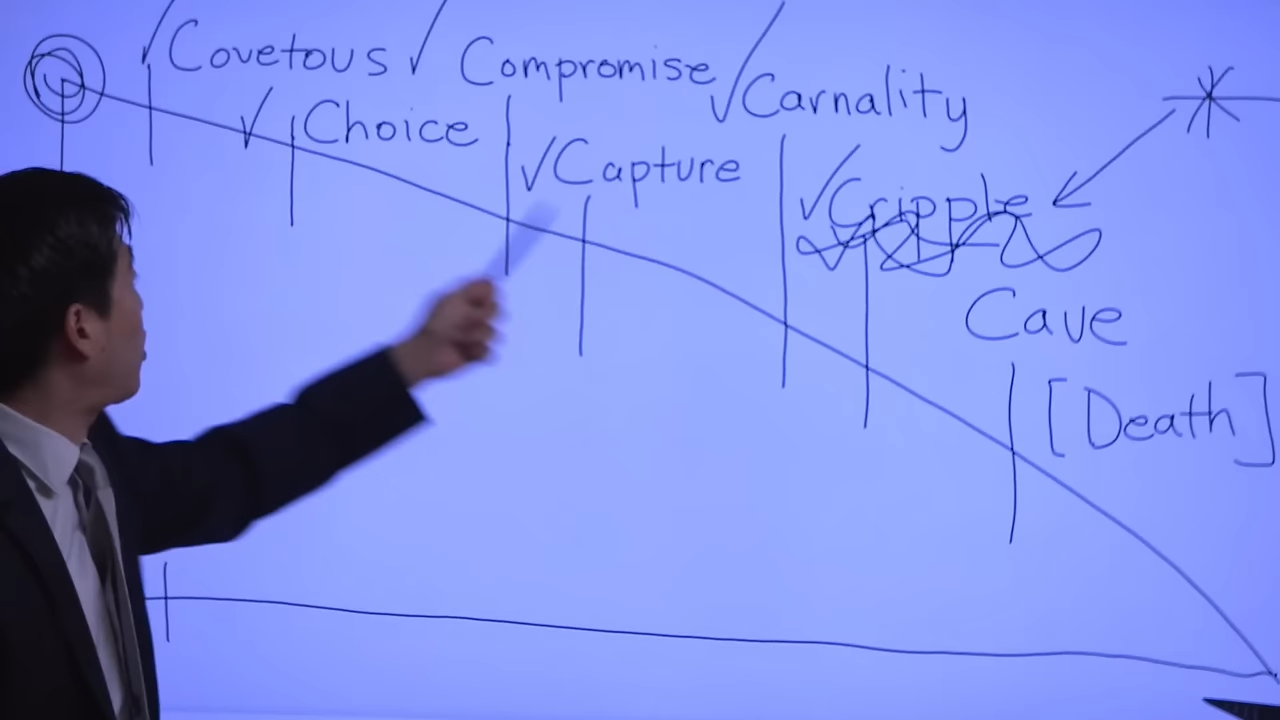 ✓Covetous ✓Compromise
✓Choice ✓Carnality
✓Capture
✓Cripple
Cave
[Death]